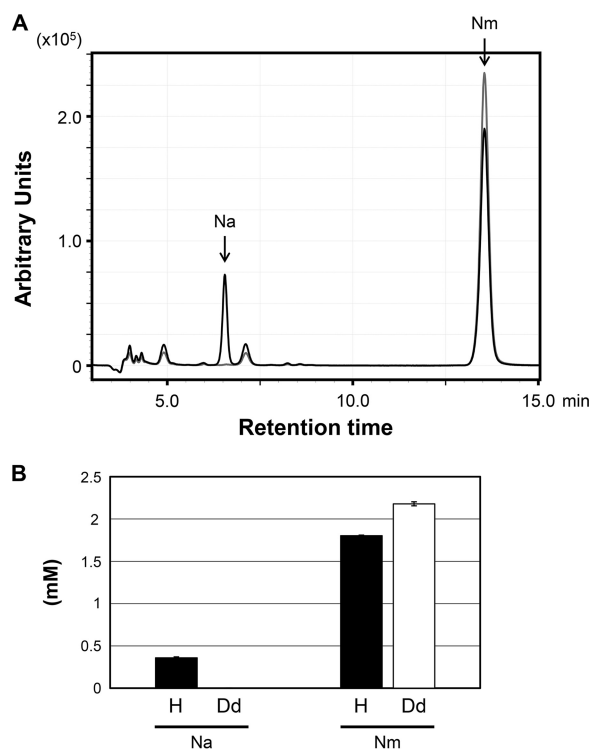 A
(x10⁵)
Nm
2.0
Na
1.0
0
5.0 10.0 15.0 min
Arbitrary Units
Retention time
B
2.5
2
1.5
1
0.5
0
(mM)
H Dd H Dd
Na Nm